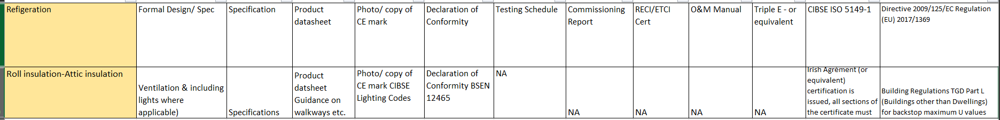 Refigeration
Formal Design/ Spec
Specification
Product
datasheet
Photo/ copy of
CE mark
Declaration of
Conformity
Testing Schedule
Commissioning
Report
RECI/ETCI
Cert
O&M Manual
Triple E - or
equivalent
CIBSE ISO 5149-1
Directive 2009/125/EC Regulation
(EU) 2017/1369
Roll insulation-Attic insulation
Ventilation & including
lights where
applicable)
Specifications
Product
datsheet
Guidance on
walkways etc.
Photo/ copy of
CE mark CIBSE
Lighting Codes
Declaration of
Conformity BSEN
12465
NA
NA
NA
NA
NA
Irish Agrément (or
equivalent)
certification is
issued, all sections of
the certificate must
Building Regulations TGD Part L
(Buildings other than Dwellings)
for backstop maximum U values